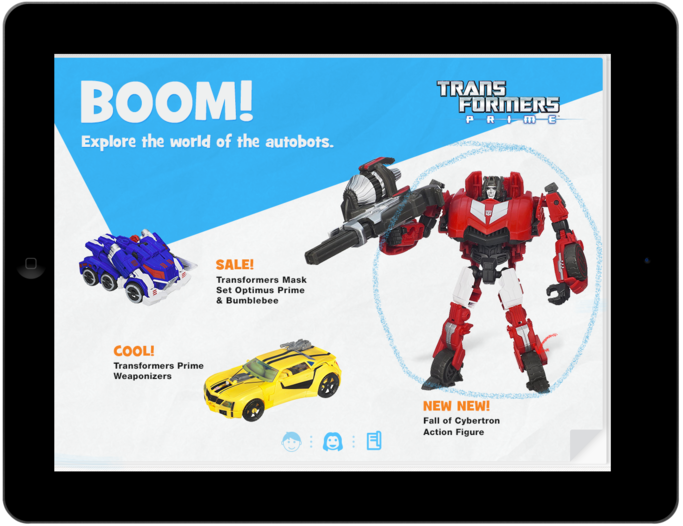 BOOM!
Explore the world of the autobots.
TRANS
FORMERS
PRIME
SALE!
Transformers Mask
Set Optimus Prime
& Bumblebee
COOL!
Transformers Prime
Weaponizers
NEW NEW!
Fall of Cybertron
Action Figure